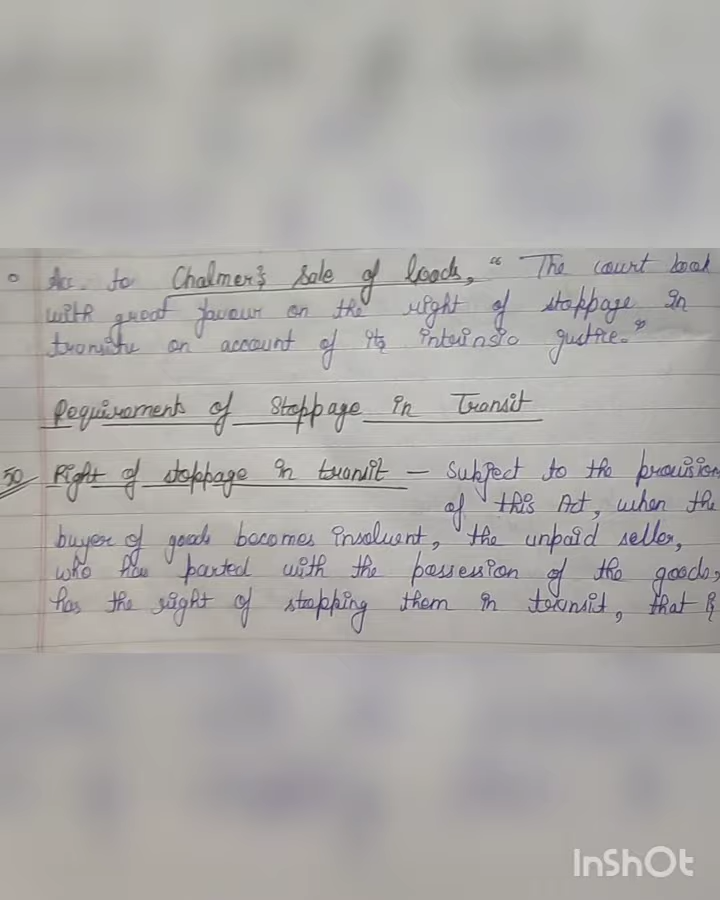 Acc. to Chalmer's Sale of Goods, "The court look
with great favour on the right of stoppage in
transitu on account of its intrinsic justice."
Requirements of Stoppage in Transit
50 Right of stoppage in transit – Subject to the provision
of this Act, when the
buyer of goods becomes insolvent, the unpaid seller,
who has parted with the possession of the goods,
has the right of stopping them in transit, that is
InShOt